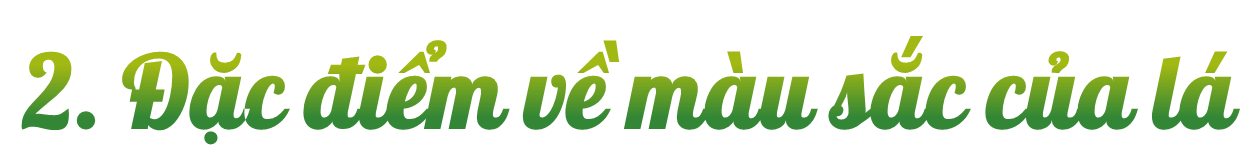 2. Đặc điểm về màu sắc của lá